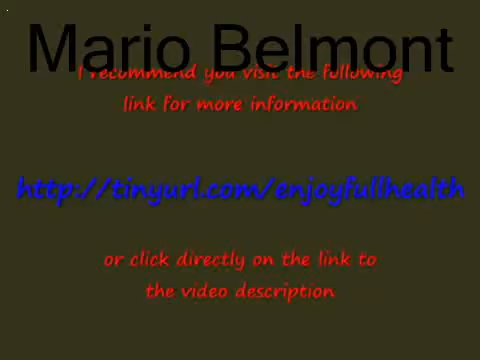 Mario Belmont
I recommend you visit the following
link for more information
http://tinyurl.com/enjoyfullhealth
or click directly on the link to
the video description